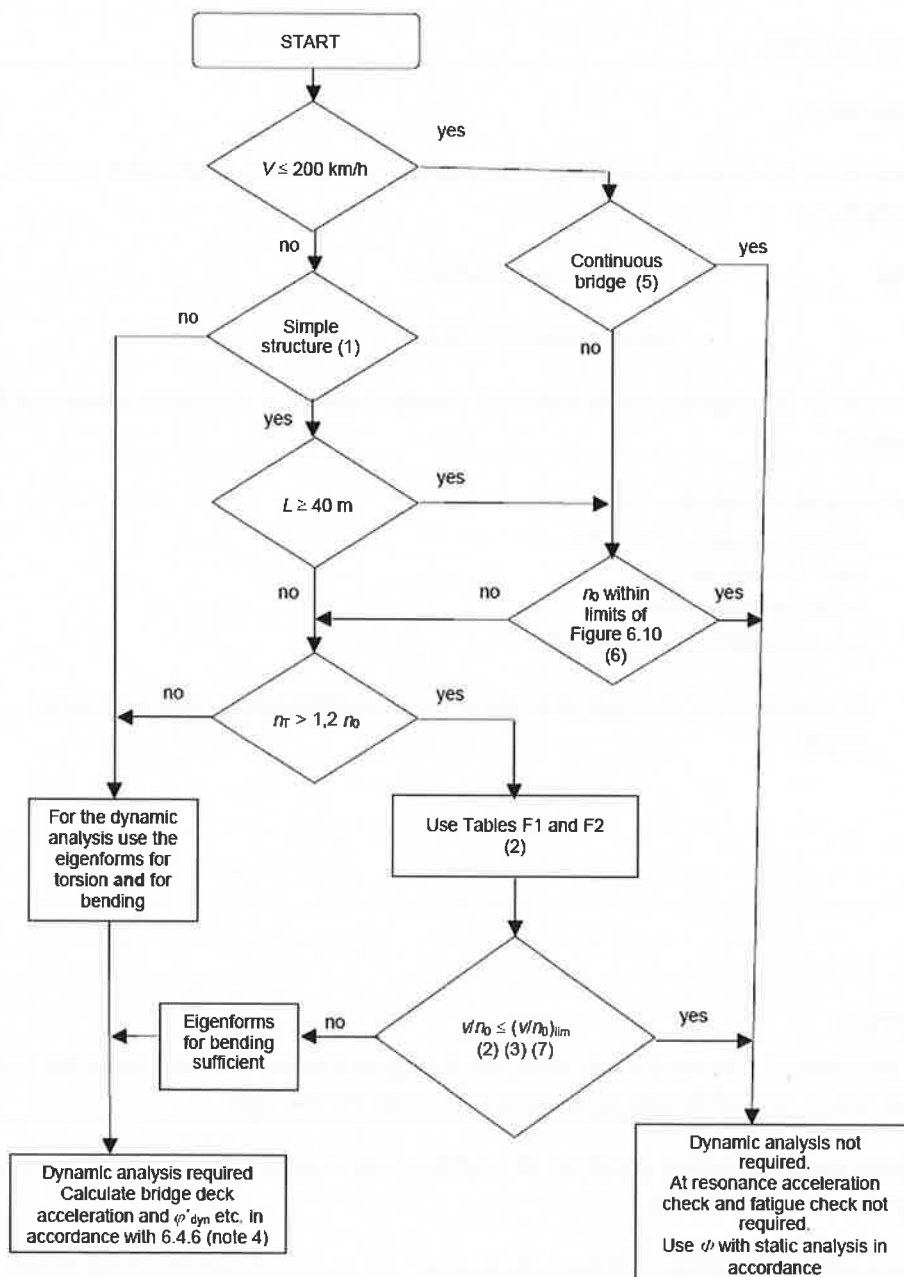 START
yes
V ≤ 200 km/h
no
Continuous
bridge (5)
yes
no
Simple
structure (1)
no
yes
L ≥ 40 m
yes
no
no
n0 within
limits of
Figure 6.10
(6)
yes
no
nT > 1,2 n0
yes
For the dynamic
analysis use the
eigenforms for
torsion and for
bending
Use Tables F1 and F2
(2)
Eigenforms
for bending
sufficient
no
v/n0 ≤ (v/n0)lim
(2) (3) (7)
yes
Dynamic analysis required
Calculate bridge deck
acceleration and φ'dyn etc. in
accordance with 6.4.6 (note 4)
Dynamic analysis not
required.
At resonance acceleration
check and fatigue check not
required.
Use Φ with static analysis in
accordance